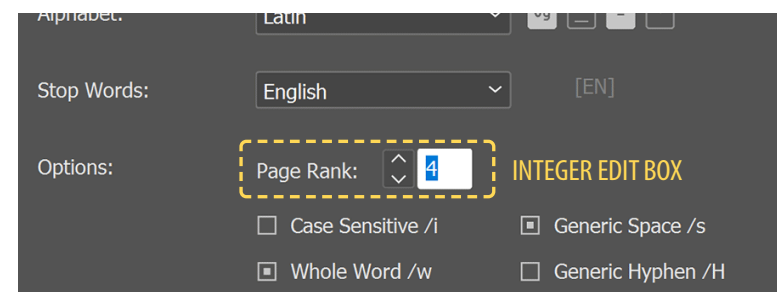 Alphabet: Latin
Stop Words: English [EN]
Options: Page Rank: 4 INTEGER EDIT BOX
Case Sensitive /i Generic Space /s
Whole Word /w Generic Hyphen /H